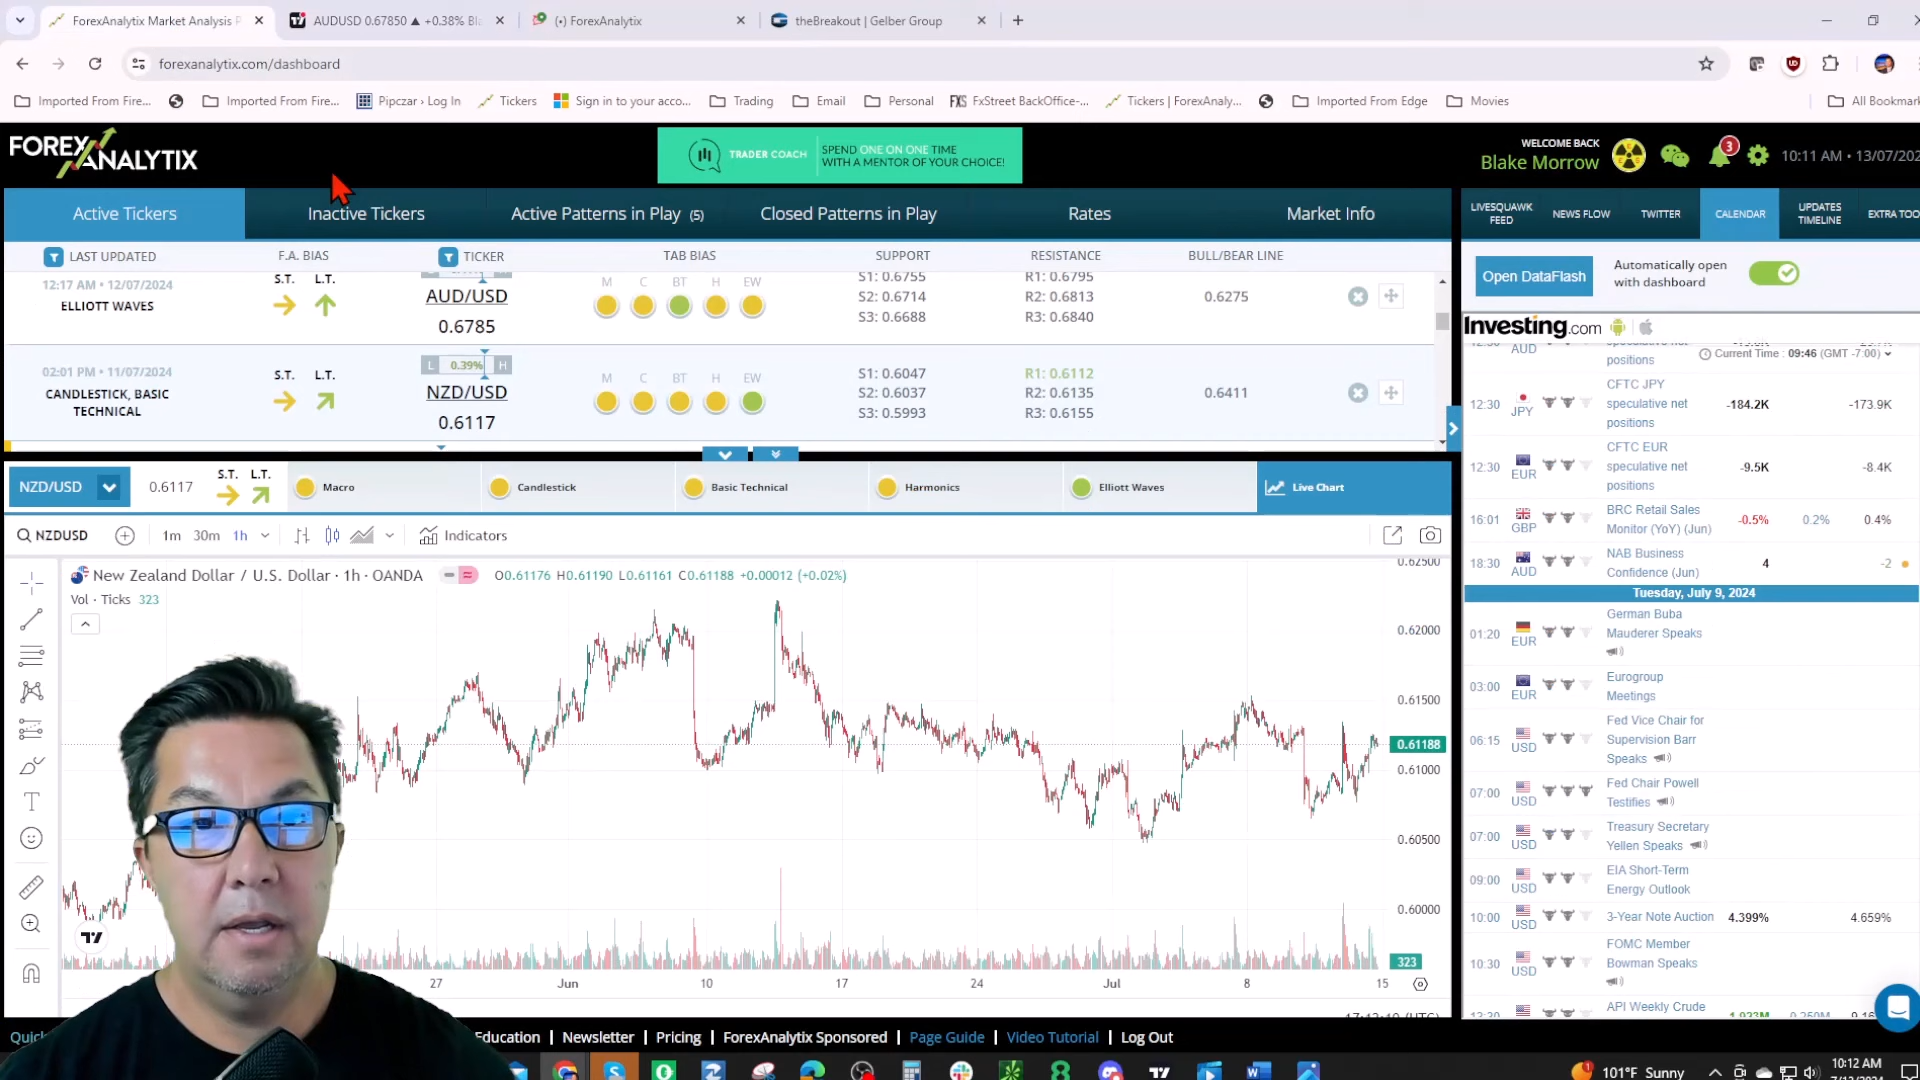 ForexAnalytix Market Analysis P
AUDUSD 0.67850 ▲ +0.38% Bla
(•) ForexAnalytix
theBreakout | Gelber Group
forexanalytix.com/dashboard
Imported From Fire...
Imported From Fire...
Pipczar › Log In
Tickers
Sign in to your acco...
Trading
Email
Personal
FxStreet BackOffice-...
Tickers | ForexAnaly...
Imported From Edge
Movies
All Bookmar
FOREX ANALYTIX
TRADER COACH
SPEND ONE ON ONE TIME
WITH A MENTOR OF YOUR CHOICE!
WELCOME BACK
Blake Morrow
3
10:11 AM • 13/07/202
Active Tickers
Inactive Tickers
Active Patterns in Play (5)
Closed Patterns in Play
Rates
Market Info
LAST UPDATED
F.A. BIAS
TICKER
TAB BIAS
SUPPORT
RESISTANCE
BULL/BEAR LINE
12:17 AM • 12/07/2024
ELLIOTT WAVES
S.T. L.T.
AUD/USD
0.6785
M C BT H EW
S1: 0.6755
S2: 0.6714
S3: 0.6688
R1: 0.6795
R2: 0.6813
R3: 0.6840
0.6275
02:01 PM • 11/07/2024
CANDLESTICK, BASIC
TECHNICAL
S.T. L.T.
L 0.39% H
NZD/USD
0.6117
M C BT H EW
S1: 0.6047
S2: 0.6037
S3: 0.5993
R1: 0.6112
R2: 0.6135
R3: 0.6155
0.6411
NZD/USD
0.6117
S.T. L.T.
Macro
Candlestick
Basic Technical
Harmonics
Elliott Waves
Live Chart
NZDUSD
1m 30m 1h
Indicators
New Zealand Dollar / U.S. Dollar · 1h · OANDA
O0.61176 H0.61190 L0.61161 C0.61188 +0.00012 (+0.02%)
Vol · Ticks 323
0.62500
0.62000
0.61500
0.61188
0.61000
0.60500
0.60000
323
27
Jun
10
17
24
Jul
8
15
LIVESQUAWK
FEED
NEWS FLOW
TWITTER
CALENDAR
UPDATES
TIMELINE
EXTRA TOO
Open DataFlash
Automatically open
with dashboard
Investing.com
Current Time : 09:46 (GMT -7:00)
AUD
speculative net
positions
12:30
JPY
CFTC JPY
speculative net
positions
-184.2K
-173.9K
12:30
EUR
CFTC EUR
speculative net
positions
-9.5K
-8.4K
16:01
GBP
BRC Retail Sales
Monitor (YoY) (Jun)
-0.5%
0.2%
0.4%
18:30
AUD
NAB Business
Confidence (Jun)
4
-2
Tuesday, July 9, 2024
01:20
EUR
German Buba
Mauderer Speaks
03:00
EUR
Eurogroup
Meetings
06:15
USD
Fed Vice Chair for
Supervision Barr
Speaks
07:00
USD
Fed Chair Powell
Testifies
07:00
USD
Treasury Secretary
Yellen Speaks
09:00
USD
EIA Short-Term
Energy Outlook
10:00
USD
3-Year Note Auction
4.399%
4.659%
10:30
USD
FOMC Member
Bowman Speaks
API Weekly Crude
Quic
Education | Newsletter | Pricing | ForexAnalytix Sponsored | Page Guide | Video Tutorial | Log Out
101°F Sunny
10:12 AM